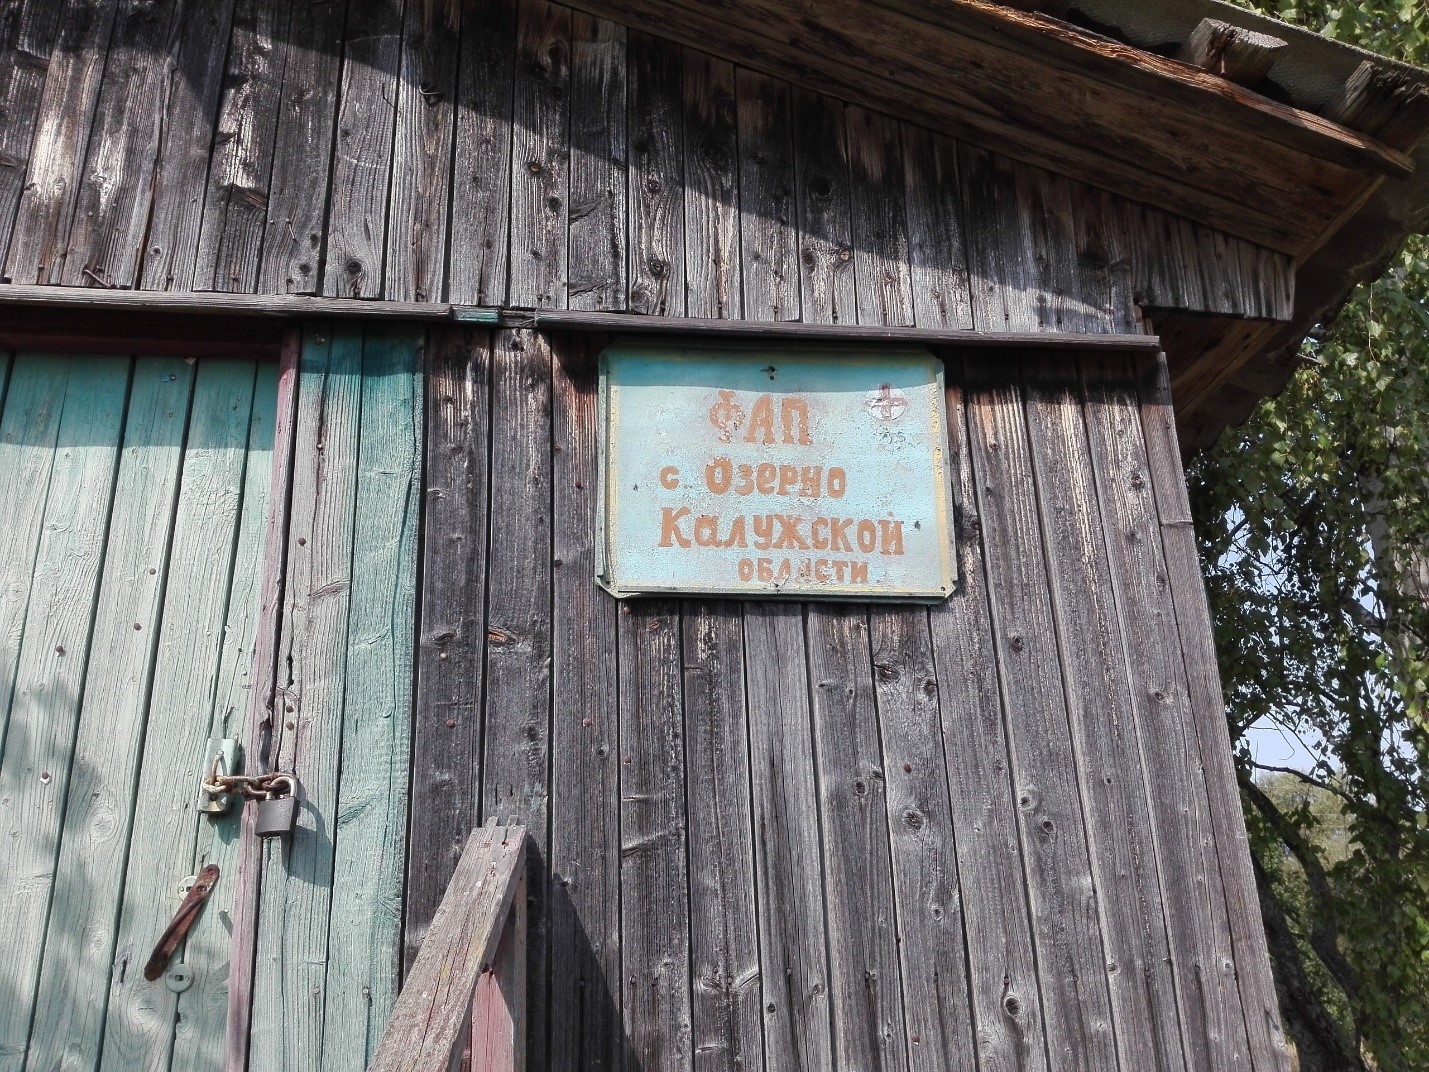 ФАП
с. Озерно
Калужской
области